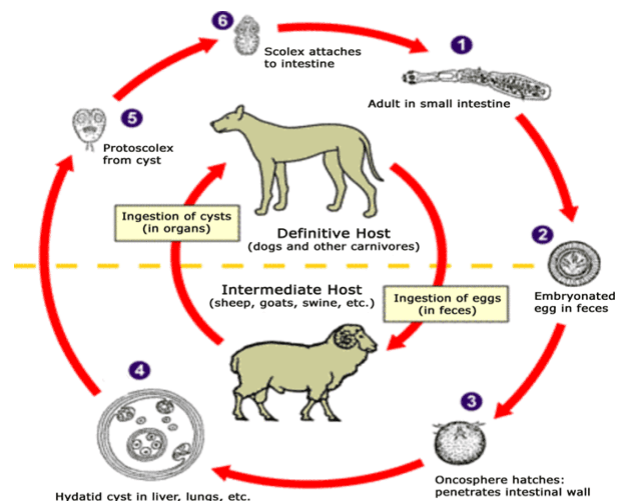 6
Scolex attaches
to intestine
1
Adult in small intestine
5
Protoscolex
from cyst
Ingestion of cysts
(in organs)
Definitive Host
(dogs and other carnivores)
2
Embryonated
egg in feces
Intermediate Host
(sheep, goats, swine, etc.)
Ingestion of eggs
(in feces)
4
Hydatid cyst in liver, lungs, etc.
3
Oncosphere hatches:
penetrates intestinal wall